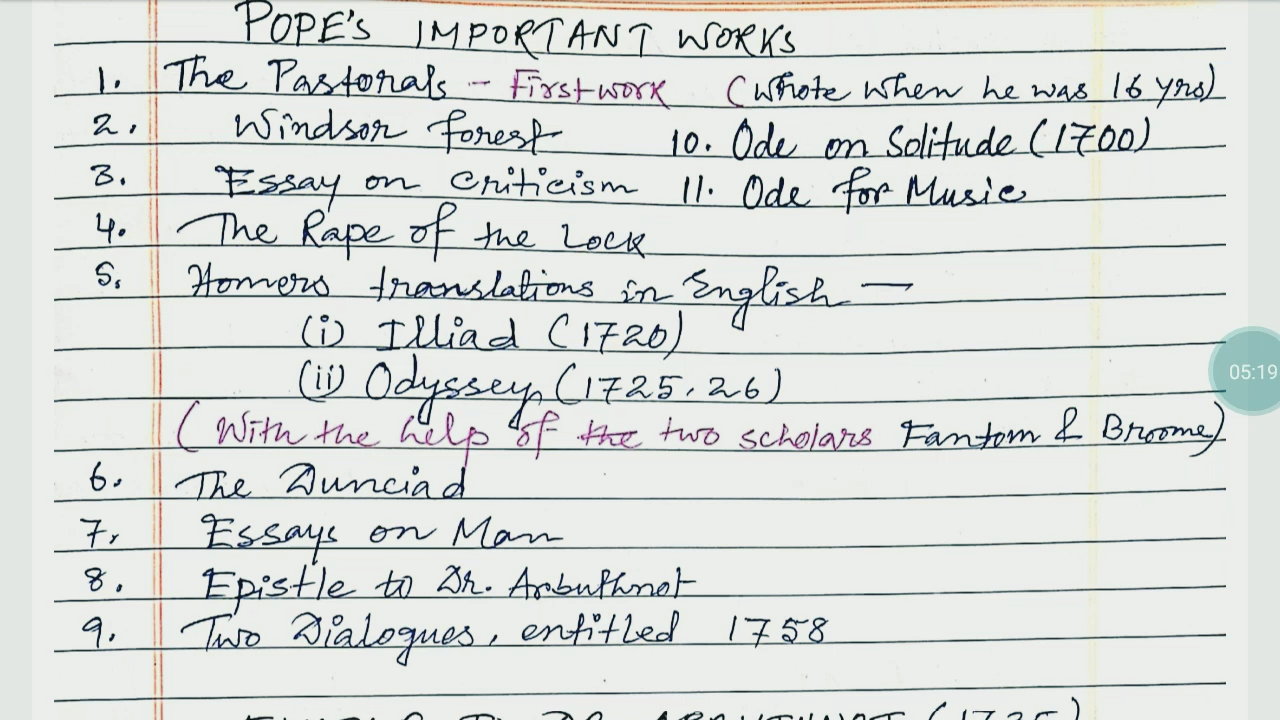 POPE'S IMPORTANT WORKS
1. The Pastorals - First work (Wrote when he was 16 yrs)
2. Windsor forest 10. Ode on Solitude (1700)
3. Essay on Criticism 11. Ode for Music
4. The Rape of the Lock
5. Homers translations in English —
(i) Illiad (1720)
(ii) Odyssey, (1725, 26)
(With the help of the two scholars Fantom & Broome)
05:19
6. The Dunciad
7. Essays on Man
8. Epistle to Dr. Arbuthnot
9. Two Dialogues, entitled 1758